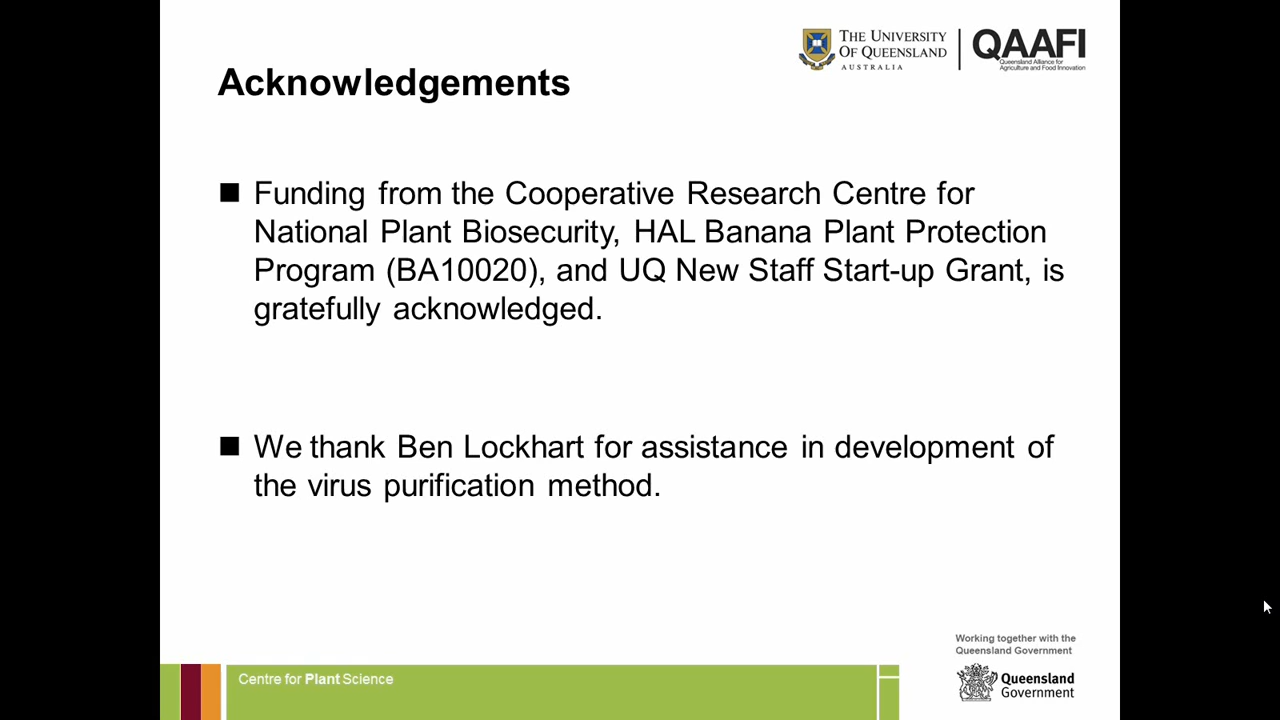 THE UNIVERSITY
OF QUEENSLAND
AUSTRALIA
QAAFI
Queensland Alliance for
Agriculture and Food Innovation
Acknowledgements
Funding from the Cooperative Research Centre for
National Plant Biosecurity, HAL Banana Plant Protection
Program (BA10020), and UQ New Staff Start-up Grant, is
gratefully acknowledged.
We thank Ben Lockhart for assistance in development of
the virus purification method.
Working together with the
Queensland Government
Centre for Plant Science
Queensland
Government